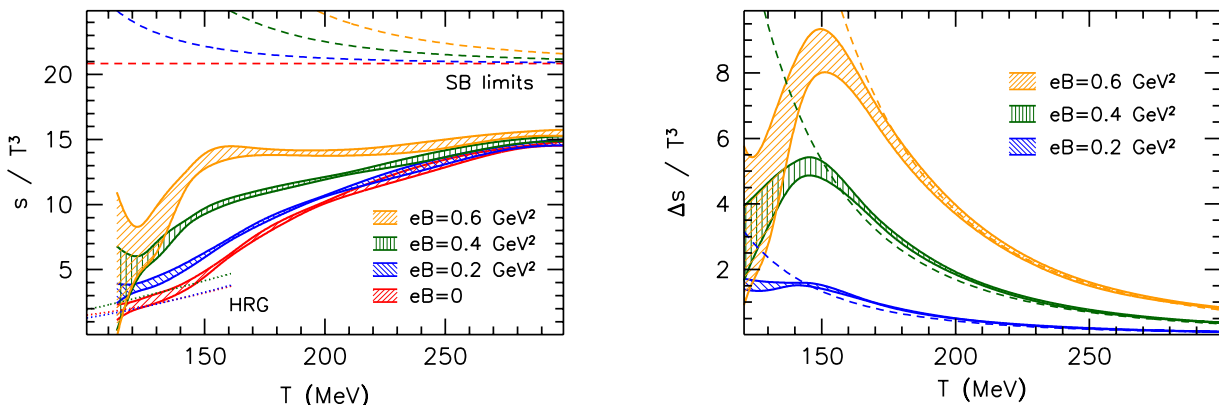 20
15
10
5
s / T³
SB limits
eB=0.6 GeV²
eB=0.4 GeV²
eB=0.2 GeV²
eB=0
HRG
150
200
250
T (MeV)
8
6
4
2
Δs / T³
eB=0.6 GeV²
eB=0.4 GeV²
eB=0.2 GeV²
150
200
250
T (MeV)